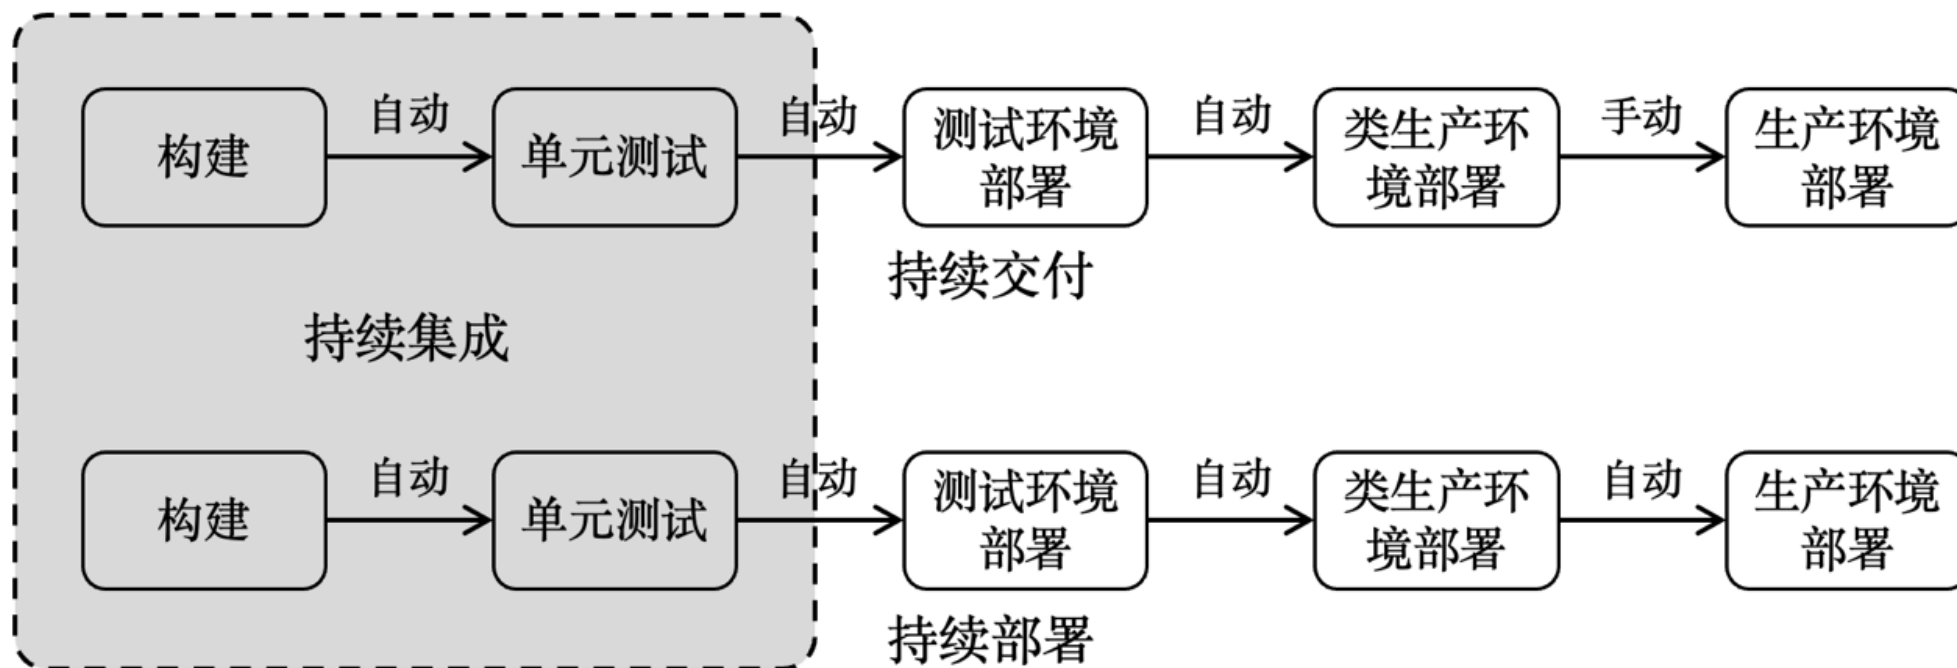 自动
自动
自动
手动
构建
单元测试
测试环境
部署
类生产环
境部署
生产环境
部署
持续交付
持续集成
自动
自动
自动
自动
构建
单元测试
测试环境
部署
类生产环
境部署
生产环境
部署
持续部署